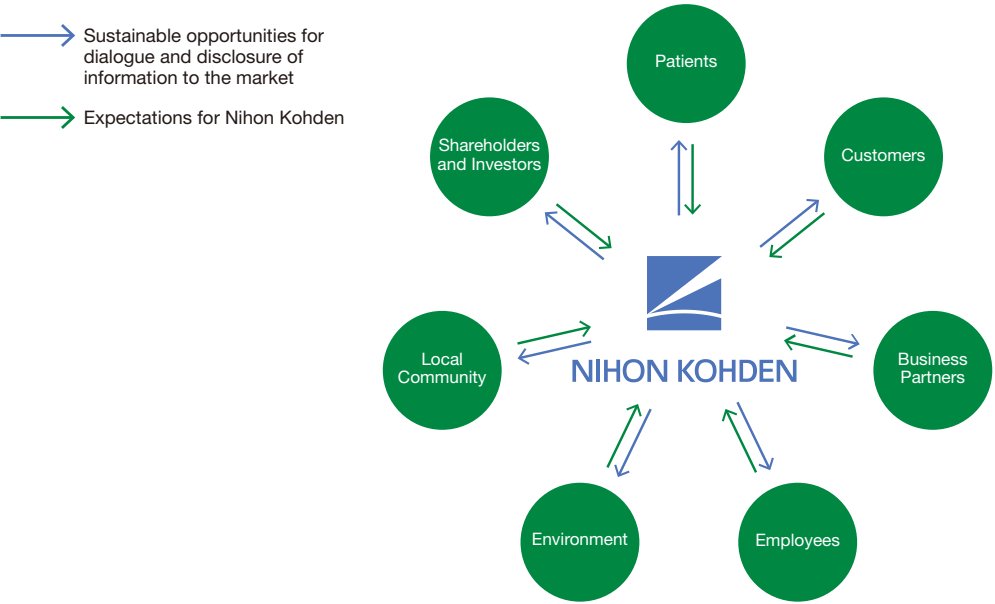 Sustainable opportunities for
dialogue and disclosure of
information to the market
Expectations for Nihon Kohden
Patients
Shareholders
and Investors
Customers
Local
Community
NIHON KOHDEN
Business
Partners
Environment
Employees